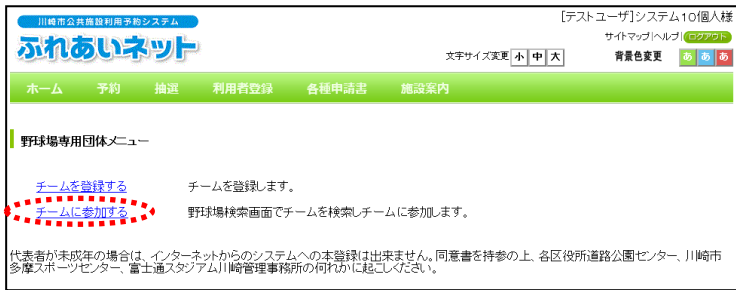 川崎市公共施設利用予約システム
[テストユーザ]システム10個人様
ふれあいネット
サイトマップ|ヘルプ|ログアウト
文字サイズ変更 小 中 大 背景色変更 あ あ あ
ホーム 予約 抽選 利用者登録 各種申請書 施設案内
野球場専用団体メニュー
チームを登録する チームを登録します。
チームに参加する 野球場検索画面でチームを検索しチームに参加します。
代表者が未成年の場合は、インターネットからのシステムへの本登録は出来ません。同意書を持参の上、各区役所道路公園センター、川崎市
多摩スポーツセンター、富士通スタジアム川崎管理事務所の何れかに起こしください。